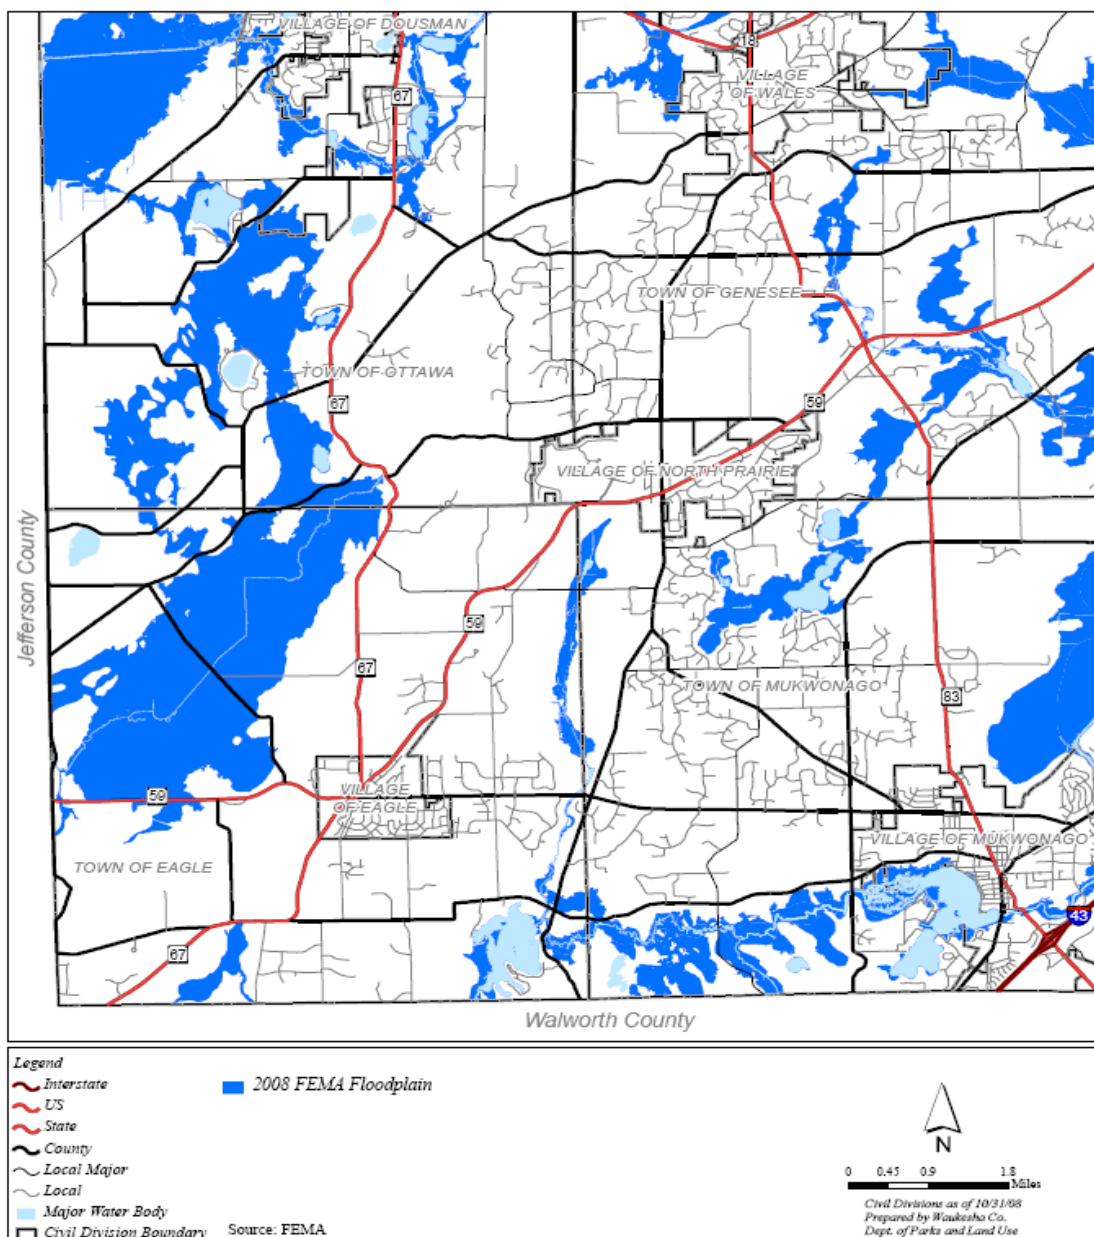 VILLAGE OF DOUSMAN
18
VILLAGE
OF WALES
67
TOWN OF GENESEE
TOWN OF OTTAWA
67
59
VILLAGE OF NORTH PRAIRIE
Jefferson County
59
67
TOWN OF MUKWONAGO
83
59
VILLAGE
OF EAGLE
VILLAGE OF MUKWONAGO
TOWN OF EAGLE
43
67
Walworth County
Legend
Interstate
US
State
County
Local Major
Local
Major Water Body
Civil Division Boundary
2008 FEMA Floodplain
Source: FEMA
N
0 0.45 0.9 1.8
Miles
Civil Divisions as of 10/31/08
Prepared by Waukesha Co.
Dept. of Parks and Land Use